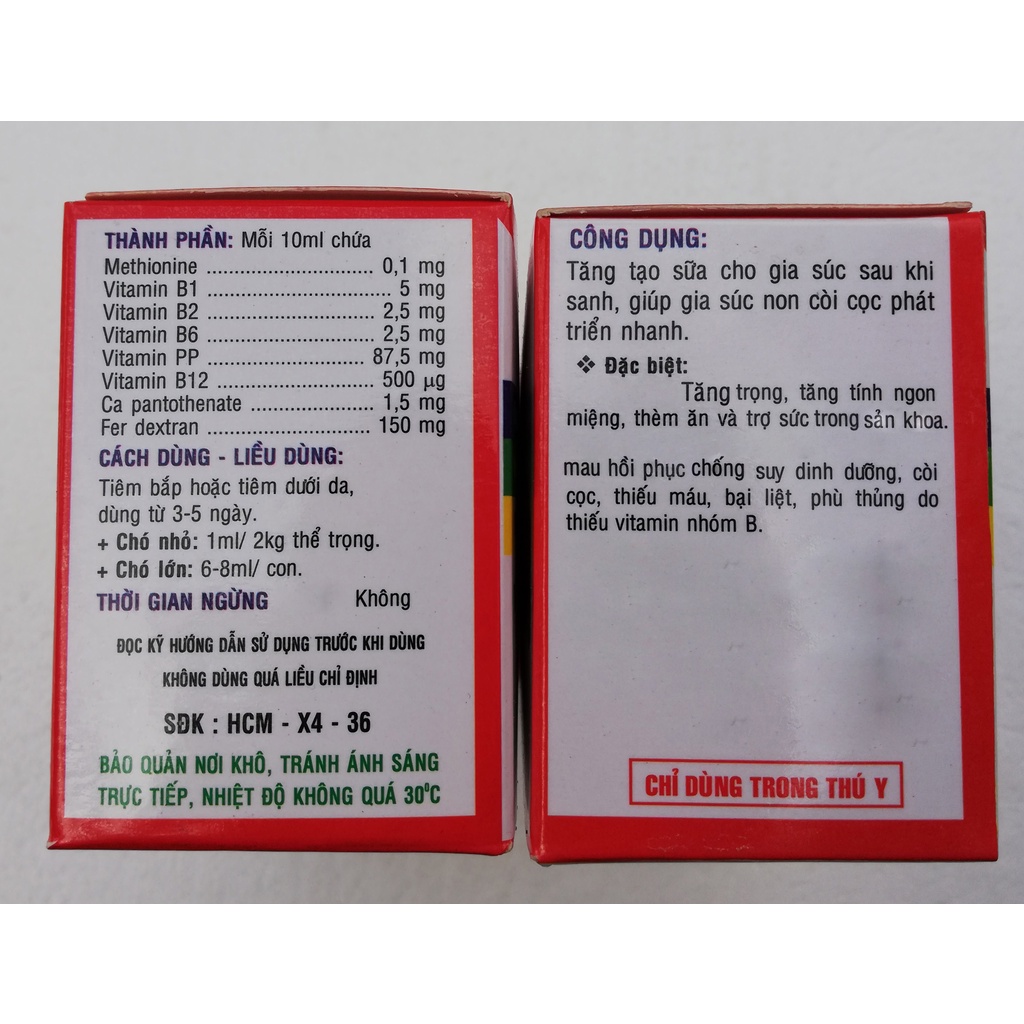 THÀNH PHẦN: Mỗi 10ml chứa
Methionine .............................. 0,1 mg
Vitamin B1 .................................. 5 mg
Vitamin B2 ............................... 2,5 mg
Vitamin B6 ............................... 2,5 mg
Vitamin PP ............................ 87,5 mg
Vitamin B12 ............................ 500 µg
Ca pantothenate ...................... 1,5 mg
Fer dextran ............................. 150 mg
CÁCH DÙNG - LIỀU DÙNG:
Tiêm bắp hoặc tiêm dưới da,
dùng từ 3-5 ngày.
+ Chó nhỏ: 1ml/ 2kg thể trọng.
+ Chó lớn: 6-8ml/ con.
THỜI GIAN NGỪNG Không
ĐỌC KỸ HƯỚNG DẪN SỬ DỤNG TRƯỚC KHI DÙNG
KHÔNG DÙNG QUÁ LIỀU CHỈ ĐỊNH
SĐK : HCM - X4 - 36
BẢO QUẢN NƠI KHÔ, TRÁNH ÁNH SÁNG
TRỰC TIẾP, NHIỆT ĐỘ KHÔNG QUÁ 30⁰C
CÔNG DỤNG:
Tăng tạo sữa cho gia súc sau khi
sanh, giúp gia súc non còi cọc phát
triển nhanh.
❖ Đặc biệt:
Tăng trọng, tăng tính ngon
miệng, thèm ăn và trợ sức trong sản khoa.
mau hồi phục chống suy dinh dưỡng, còi
cọc, thiếu máu, bại liệt, phù thủng do
thiếu vitamin nhóm B.
CHỈ DÙNG TRONG THÚ Y